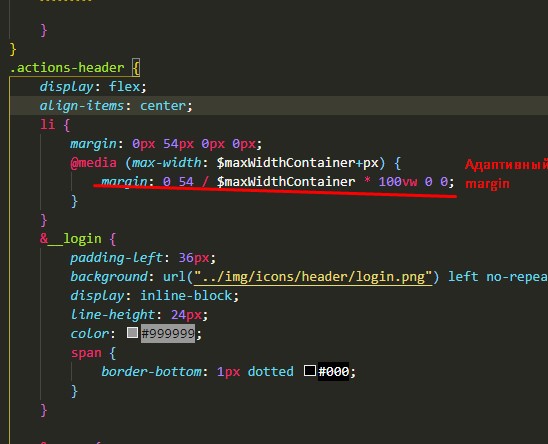 }
}
.actions-header {
display: flex;
align-items: center;
li {
margin: 0px 54px 0px 0px;
@media (max-width: $maxWidthContainer+px) {
margin: 0 54 / $maxWidthContainer * 100vw 0 0;
Адаптивный
margin
}
}
&__login {
padding-left: 36px;
background: url("../img/icons/header/login.png") left no-repea
display: inline-block;
line-height: 24px;
color: #999999;
span {
border-bottom: 1px dotted #000;
}
}